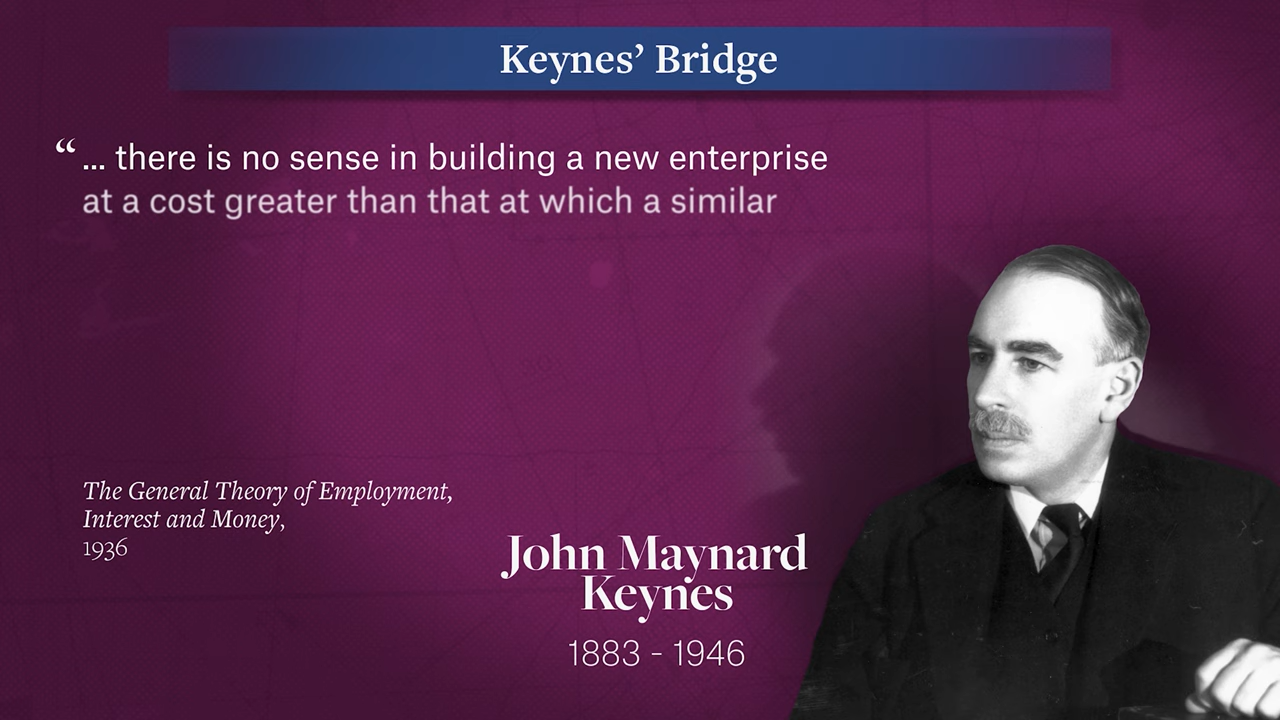 Keynes’ Bridge
“... there is no sense in building a new enterprise
at a cost greater than that at which a similar
The General Theory of Employment,
Interest and Money,
1936
John Maynard
Keynes
1883 - 1946